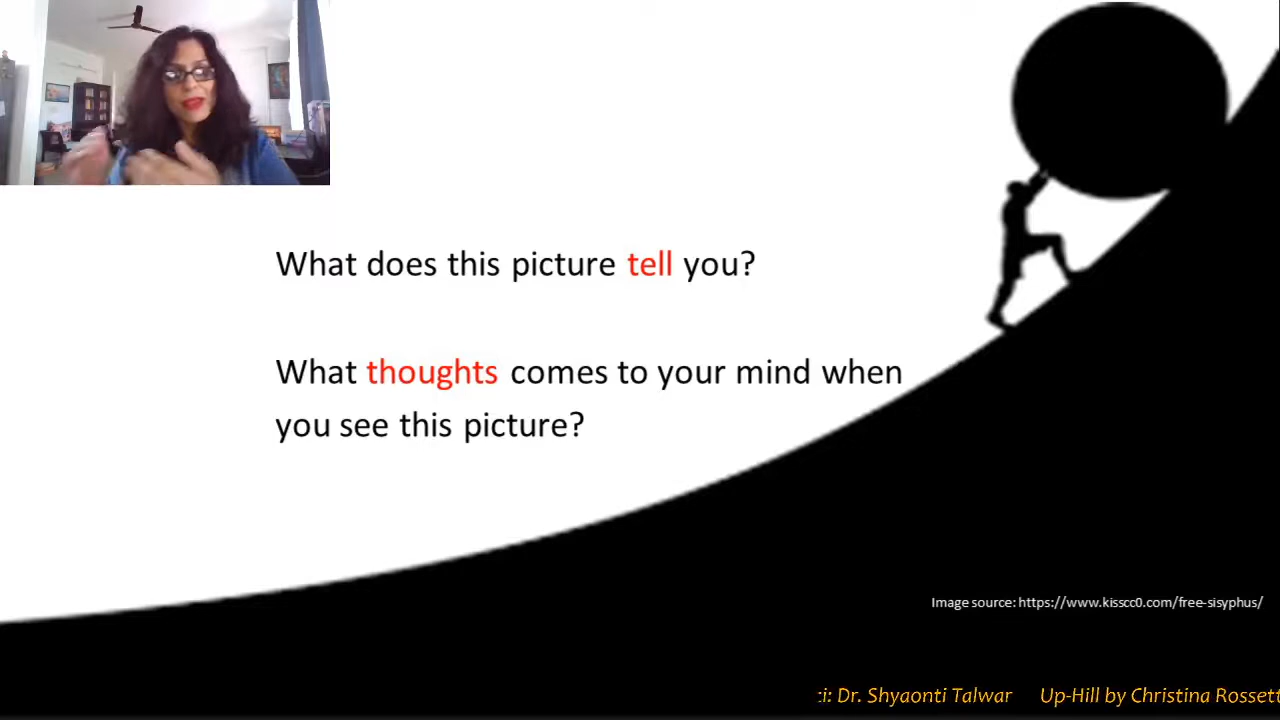 What does this picture tell you?
What thoughts comes to your mind when
you see this picture?
Image source: https://www.kisscc0.com/free-sisyphus/
:i: Dr. Shyaonti Talwar Up-Hill by Christina Rossett